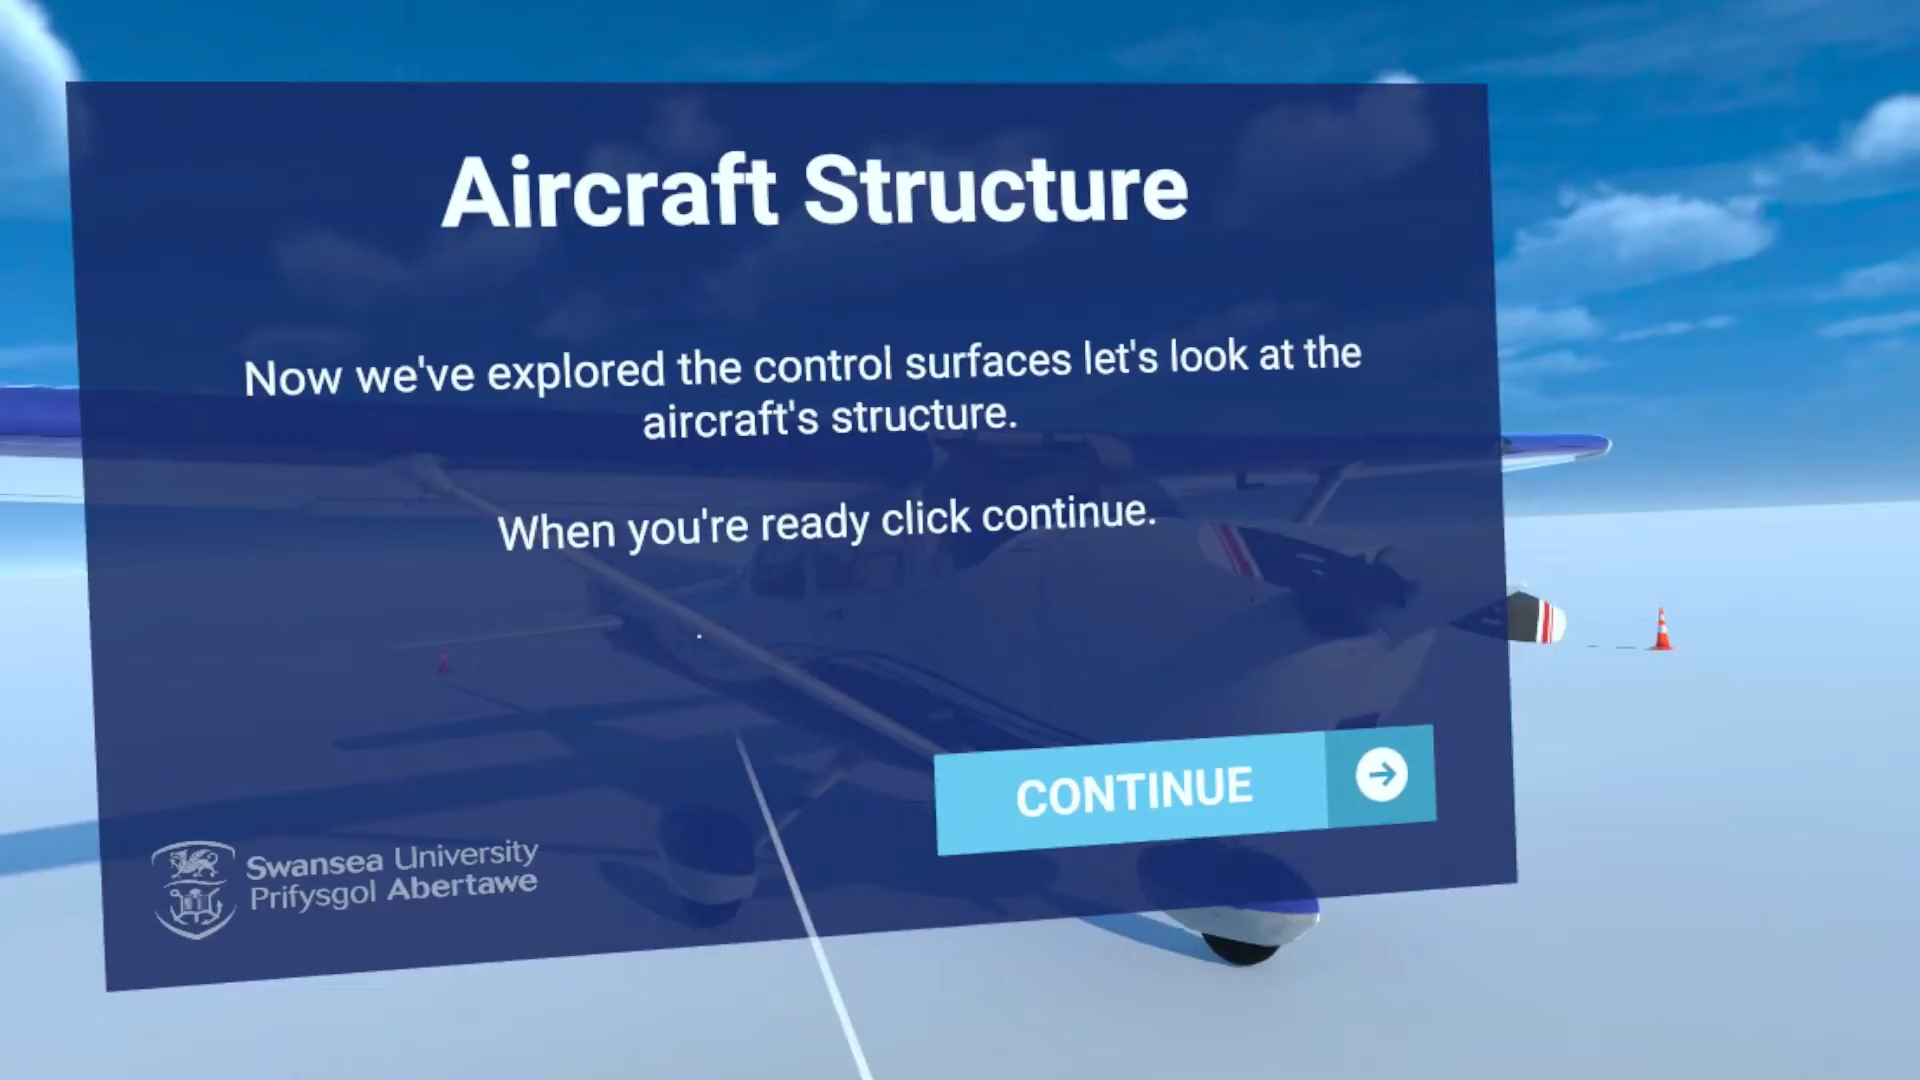 Aircraft Structure
Now we've explored the control surfaces let's look at the
aircraft's structure.
When you're ready click continue.
CONTINUE
Swansea University
Prifysgol Abertawe